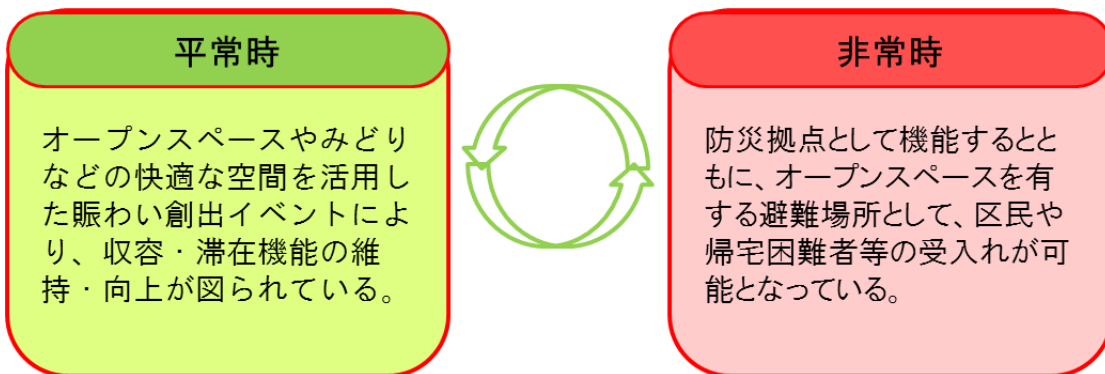 平常時
オープンスペースやみどり
などの快適な空間を活用し
た賑わい創出イベントによ
り、収容・滞在機能の維
持・向上が図られている。
非常時
防災拠点として機能するとと
もに、オープンスペースを有
する避難場所として、区民や
帰宅困難者等の受入れが可
能となっている。